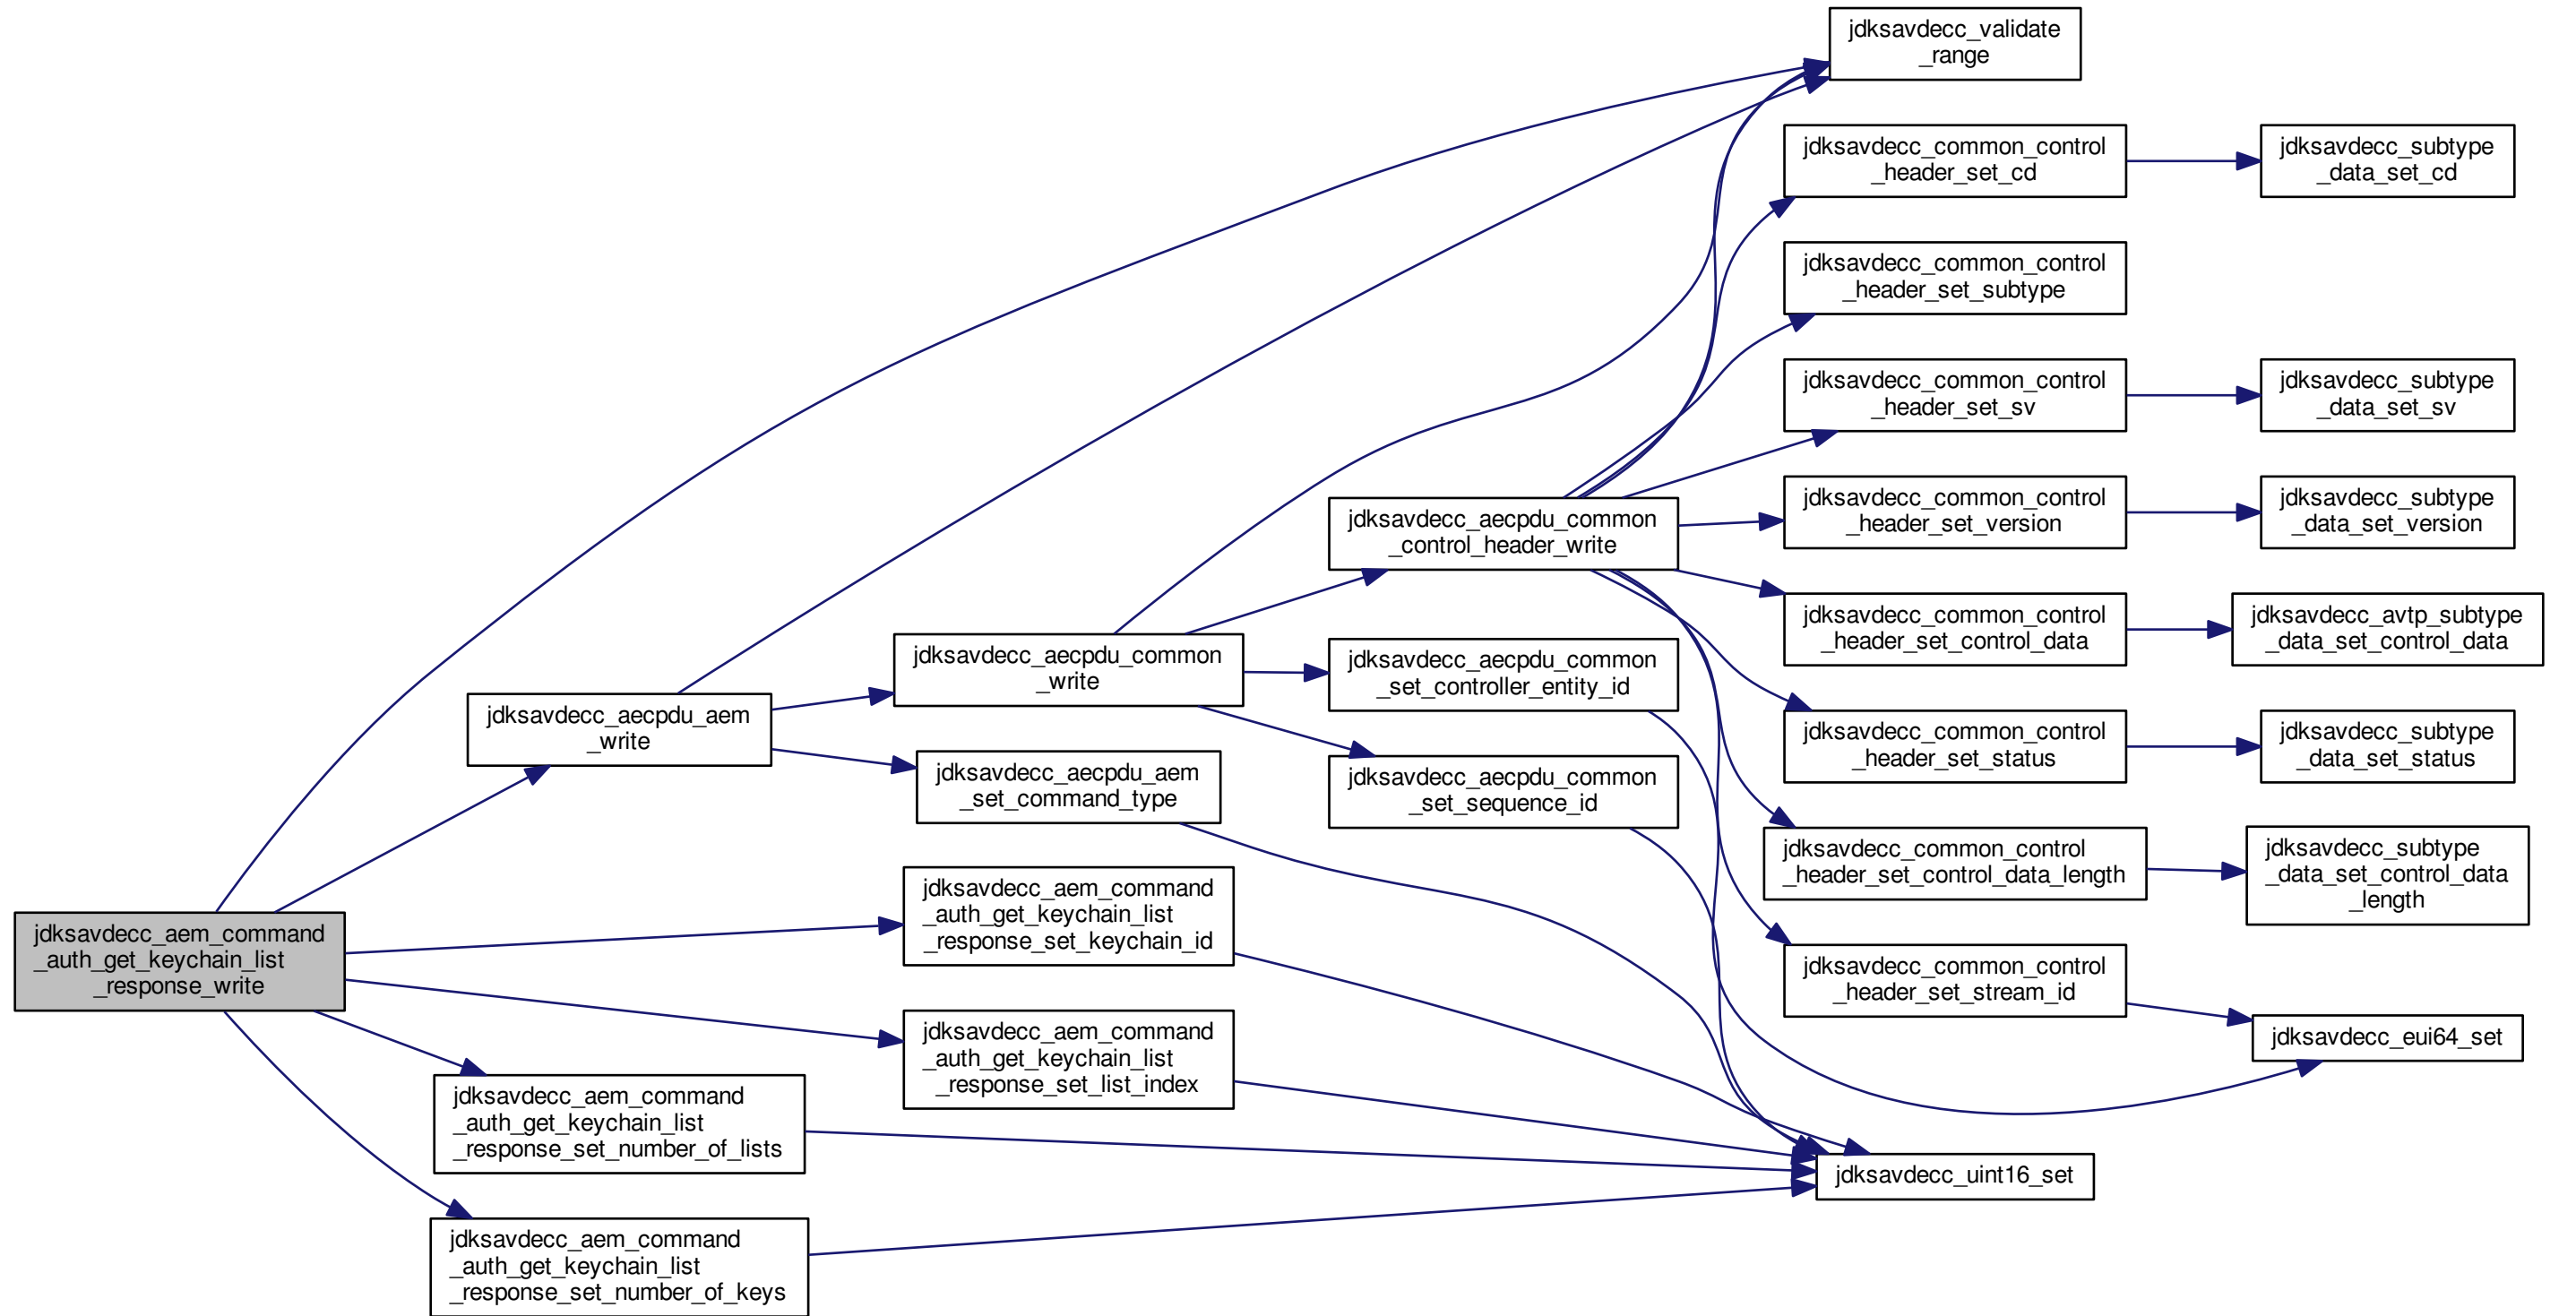 jdksavdecc_aem_command
_auth_get_keychain_list
_response_write
jdksavdecc_aecpdu_aem
_write
jdksavdecc_aem_command
_auth_get_keychain_list
_response_set_number_of_lists
jdksavdecc_aem_command
_auth_get_keychain_list
_response_set_number_of_keys
jdksavdecc_aecpdu_common
_write
jdksavdecc_aecpdu_aem
_set_command_type
jdksavdecc_aem_command
_auth_get_keychain_list
_response_set_keychain_id
jdksavdecc_aem_command
_auth_get_keychain_list
_response_set_list_index
jdksavdecc_aecpdu_common
_control_header_write
jdksavdecc_aecpdu_common
_set_controller_entity_id
jdksavdecc_aecpdu_common
_set_sequence_id
jdksavdecc_validate
_range
jdksavdecc_common_control
_header_set_cd
jdksavdecc_common_control
_header_set_subtype
jdksavdecc_common_control
_header_set_sv
jdksavdecc_common_control
_header_set_version
jdksavdecc_common_control
_header_set_control_data
jdksavdecc_common_control
_header_set_status
jdksavdecc_common_control
_header_set_control_data_length
jdksavdecc_common_control
_header_set_stream_id
jdksavdecc_uint16_set
jdksavdecc_subtype
_data_set_cd
jdksavdecc_subtype
_data_set_sv
jdksavdecc_subtype
_data_set_version
jdksavdecc_avtp_subtype
_data_set_control_data
jdksavdecc_subtype
_data_set_status
jdksavdecc_subtype
_data_set_control_data
_length
jdksavdecc_eui64_set